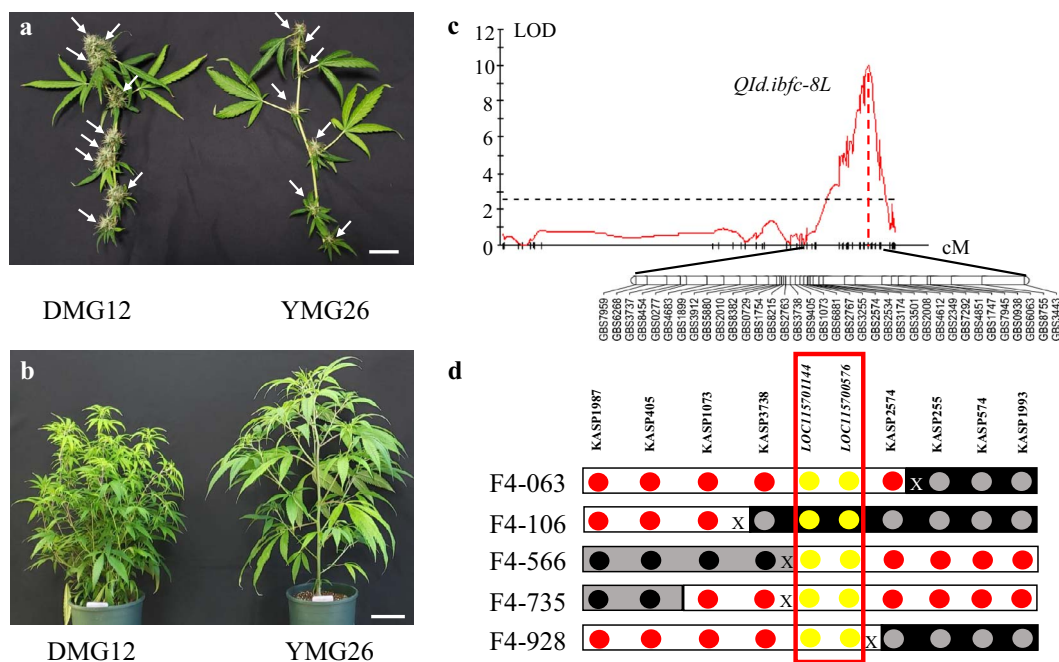 a
DMG12
YMG26
b
DMG12
YMG26
c
LOD
12
10
8
6
4
2
0
QId.ibfc-8L
cM
GBS7959
GBS6268
GBS3737
GBS8454
GBS0277
GBS4683
GBS1899
GBS3912
GBS5880
GBS2010
GBS8382
GBS0729
GBS1754
GBS8215
GBS2763
GBS3738
GBS9405
GBS1073
GBS6881
GBS2767
GBS3255
GBS2574
GBS2534
GBS3174
GBS3501
GBS2008
GBS4612
GBS2349
GBS7292
GBS4851
GBS1747
GBS7945
GBS0938
GBS6063
GBS8755
GBS3443
d
KASP1987
KASP405
KASP1073
KASP3738
LOC115701144
LOC115700576
KASP2574
KASP255
KASP574
KASP1993
F4-063 X
F4-106 X
F4-566 X
F4-735 X
F4-928 X